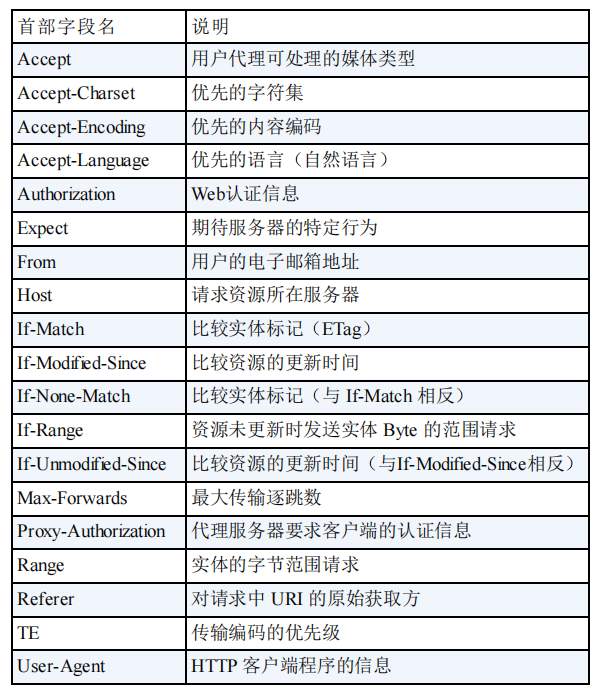 首部字段名 说明
Accept 用户代理可处理的媒体类型
Accept-Charset 优先的字符集
Accept-Encoding 优先的内容编码
Accept-Language 优先的语言（自然语言）
Authorization Web认证信息
Expect 期待服务器的特定行为
From 用户的电子邮箱地址
Host 请求资源所在服务器
If-Match 比较实体标记（ETag）
If-Modified-Since 比较资源的更新时间
If-None-Match 比较实体标记（与 If-Match 相反）
If-Range 资源未更新时发送实体 Byte 的范围请求
If-Unmodified-Since 比较资源的更新时间（与If-Modified-Since相反）
Max-Forwards 最大传输逐跳数
Proxy-Authorization 代理服务器要求客户端的认证信息
Range 实体的字节范围请求
Referer 对请求中 URI 的原始获取方
TE 传输编码的优先级
User-Agent HTTP 客户端程序的信息